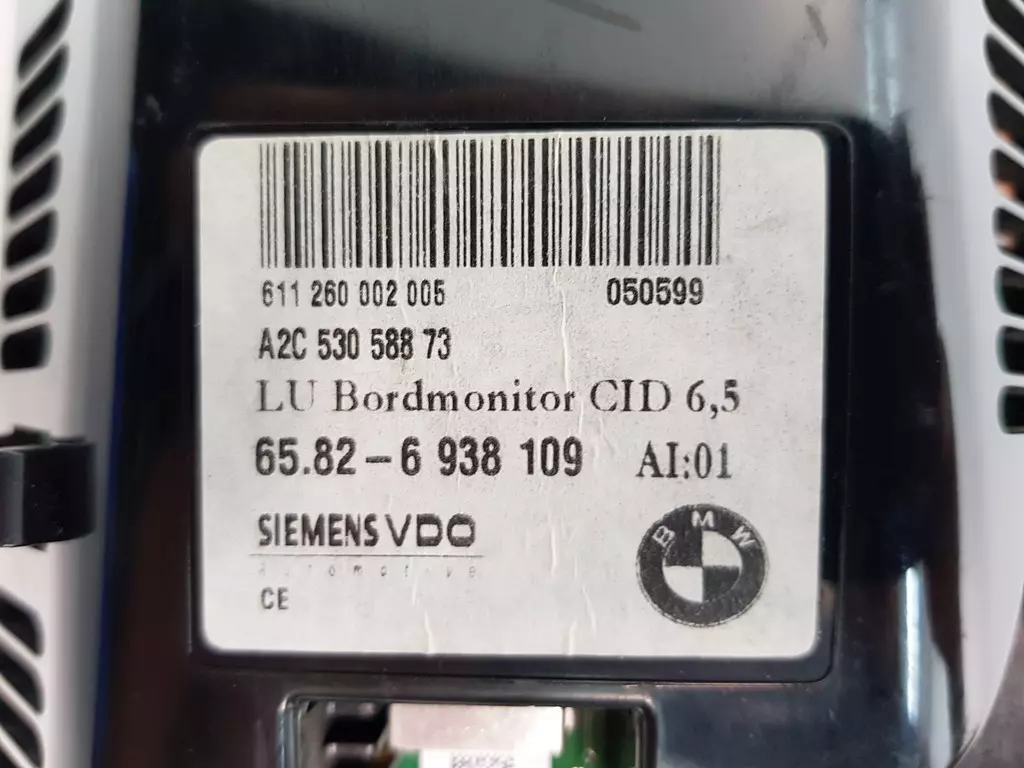 611 260 002 005 050599
A2C 530 588 73
LU Bordmonitor CID 6,5
65.82-6 938 109 AI:01
SIEMENS VDO
Automotive
BMW
CE